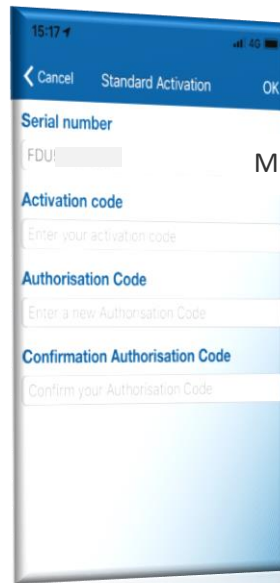 15:17
4G
Cancel Standard Activation OK
Serial number
FDU
M
Activation code
Enter your activation code
Authorisation Code
Enter a new Authorisation Code
Confirmation Authorisation Code
Confirm your Authorisation Code